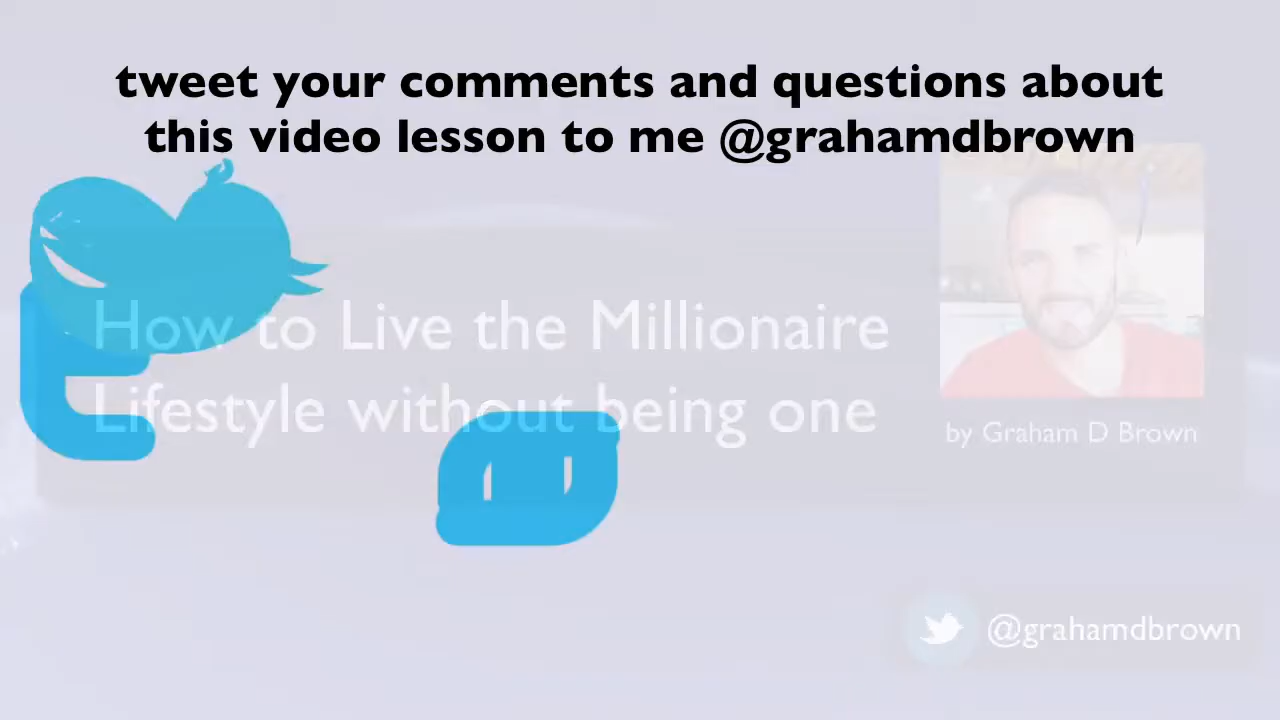 tweet your comments and questions about
this video lesson to me @grahamdbrown
How to Live the Millionaire
Lifestyle without being one
by Graham D Brown
@grahamdbrown